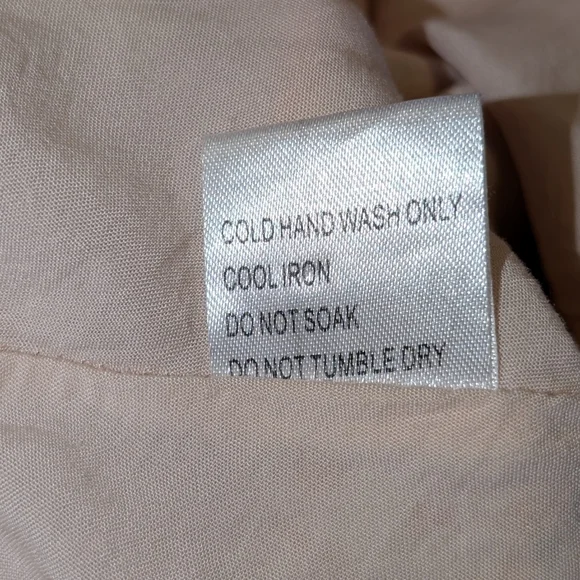 COLD HAND WASH ONLY
COOL IRON
DO NOT SOAK
DO NOT TUMBLE DRY